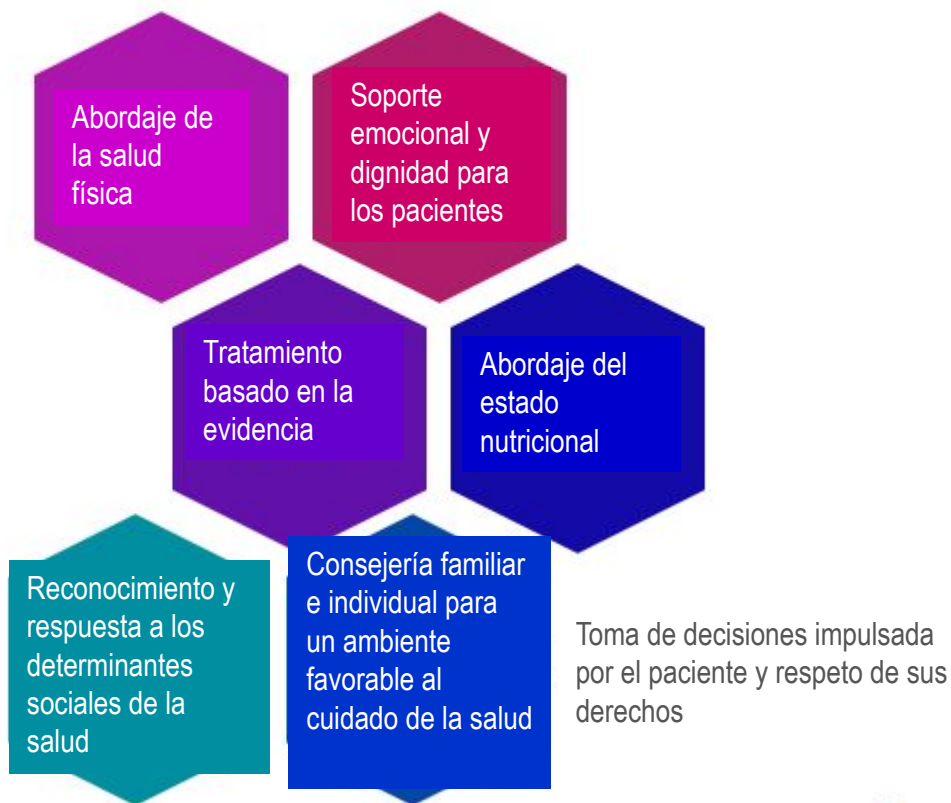 Abordaje de
la salud
física
Soporte
emocional y
dignidad para
los pacientes
Tratamiento
basado en la
evidencia
Abordaje del
estado
nutricional
Reconocimiento y
respuesta a los
determinantes
sociales de la
salud
Consejería familiar
e individual para
un ambiente
favorable al
cuidado de la salud
Toma de decisiones impulsada
por el paciente y respeto de sus
derechos